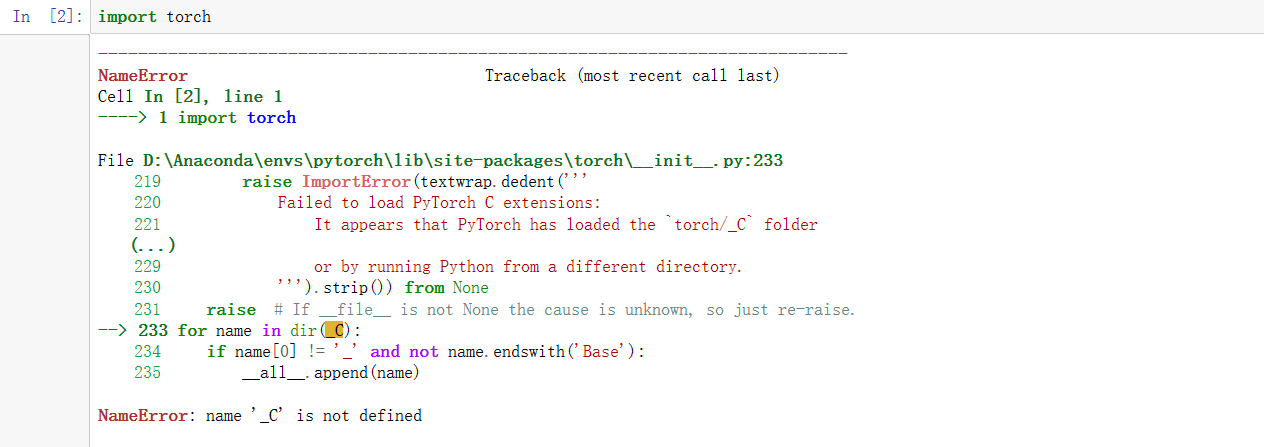 In [2]: import torch
---------------------------------------------------------------------------
NameError Traceback (most recent call last)
Cell In [2], line 1
----> 1 import torch
File D:\Anaconda\envs\pytorch\lib\site-packages\torch\__init__.py:233
219 raise ImportError(textwrap.dedent('''
220 Failed to load PyTorch C extensions:
221 It appears that PyTorch has loaded the `torch/_C` folder
(...)
229 or by running Python from a different directory.
230 ''').strip()) from None
231 raise # If __file__ is not None the cause is unknown, so just re-raise.
--> 233 for name in dir(_C):
234 if name[0] != '_' and not name.endswith('Base'):
235 __all__.append(name)
NameError: name '_C' is not defined